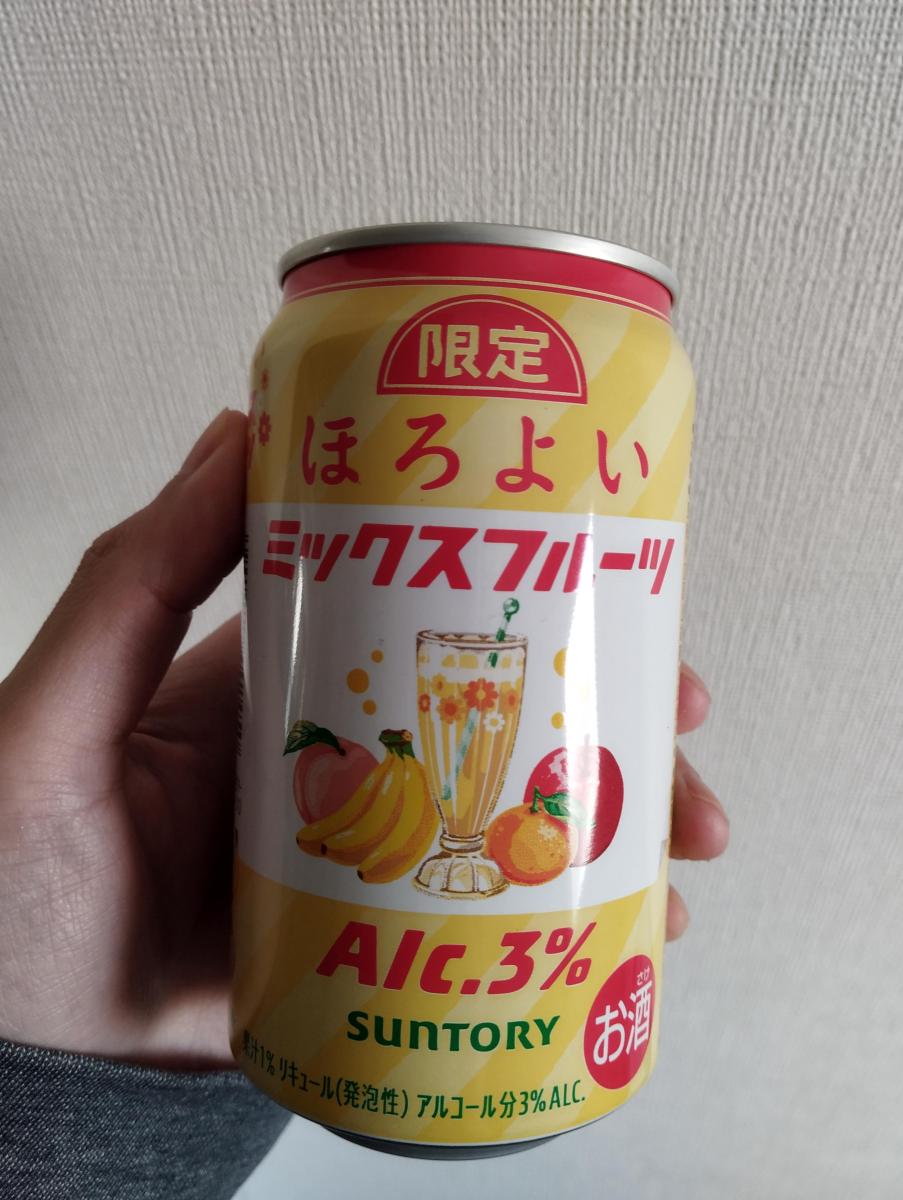 限定
ほろよい
ミックスフルーツ
Alc.3%
SUNTORY
さけ
お酒
果汁1% リキュール(発泡性) アルコール分3%ALC.